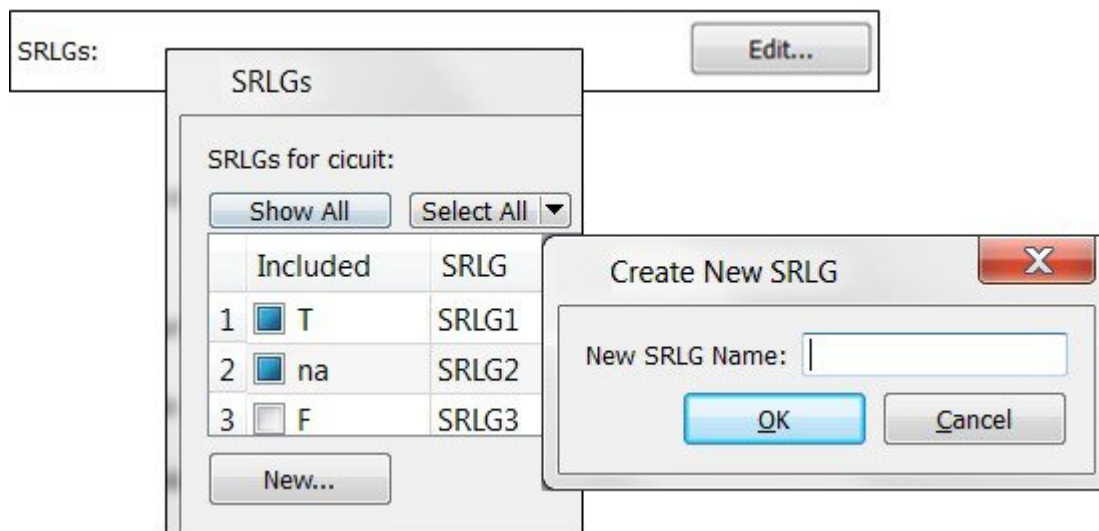 SRLGs:
Edit...
SRLGs
SRLGs for cicuit:
Show All
Select All
Included SRLG
1 T SRLG1
2 na SRLG2
3 F SRLG3
New...
Create New SRLG
X
New SRLG Name:
OK
Cancel